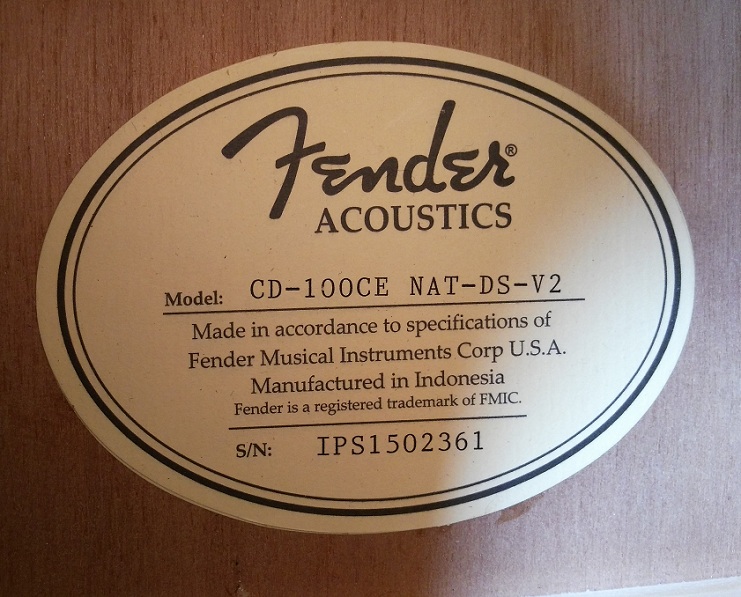 Fender®
ACOUSTICS
Model: CD-100CE NAT-DS-V2
Made in accordance to specifications of
Fender Musical Instruments Corp U.S.A.
Manufactured in Indonesia
Fender is a registered trademark of FMIC.
S/N: IPS1502361